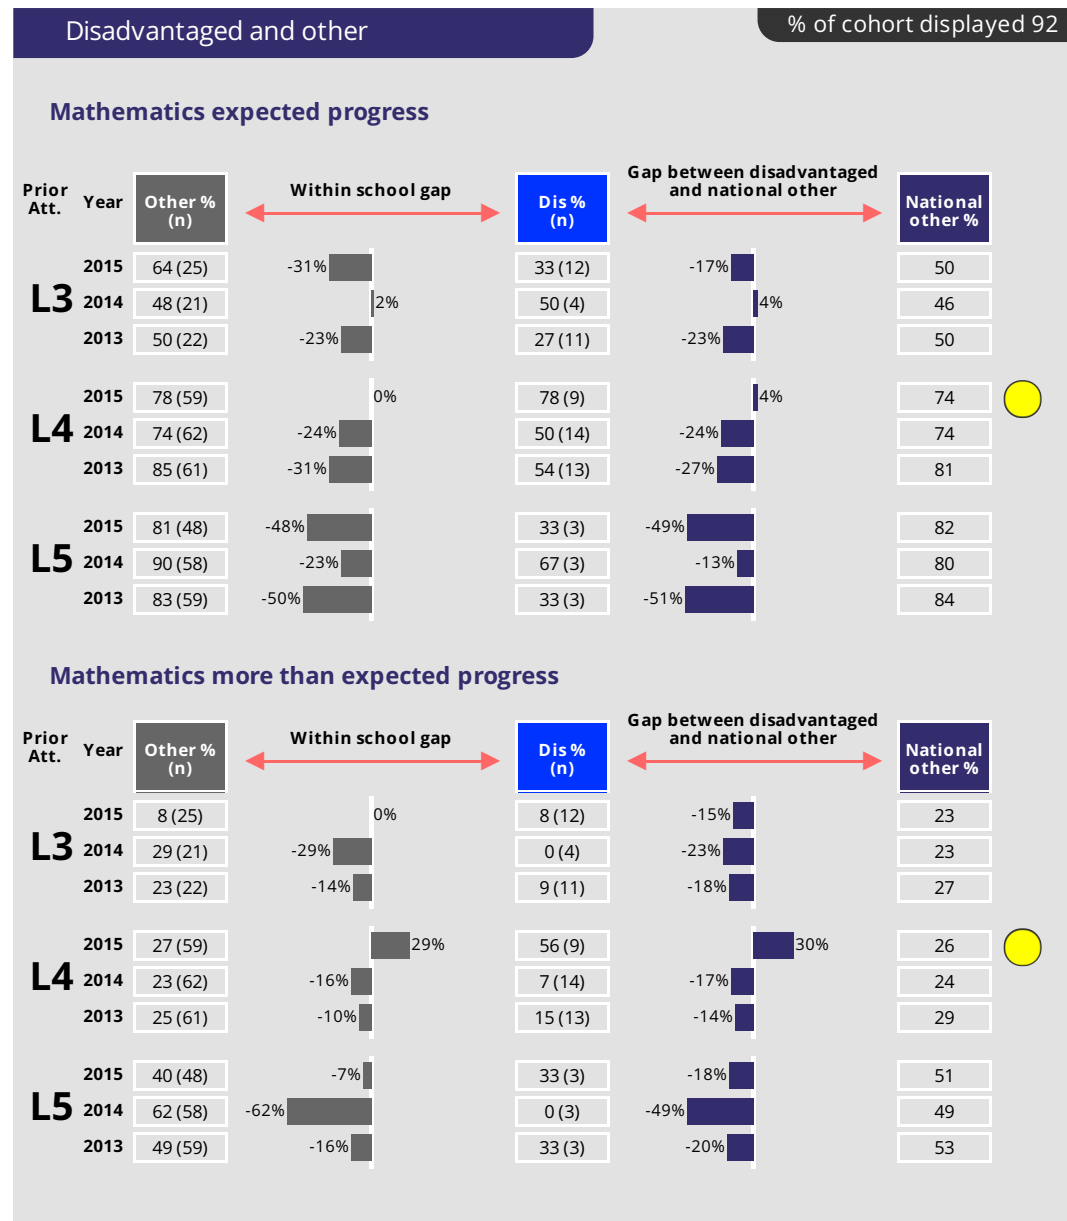 Disadvantaged and other
% of cohort displayed 92
Mathematics expected progress
Prior Att.
Year
Other % (n)
Within school gap
Dis % (n)
Gap between disadvantaged and national other
National other %
L3
2015 64 (25) -31% 33 (12) -17% 50
2014 48 (21) 2% 50 (4) 4% 46
2013 50 (22) -23% 27 (11) -23% 50
L4
2015 78 (59) 0% 78 (9) 4% 74
2014 74 (62) -24% 50 (14) -24% 74
2013 85 (61) -31% 54 (13) -27% 81
L5
2015 81 (48) -48% 33 (3) -49% 82
2014 90 (58) -23% 67 (3) -13% 80
2013 83 (59) -50% 33 (3) -51% 84
Mathematics more than expected progress
Prior Att.
Year
Other % (n)
Within school gap
Dis % (n)
Gap between disadvantaged and national other
National other %
L3
2015 8 (25) 0% 8 (12) -15% 23
2014 29 (21) -29% 0 (4) -23% 23
2013 23 (22) -14% 9 (11) -18% 27
L4
2015 27 (59) 29% 56 (9) 30% 26
2014 23 (62) -16% 7 (14) -17% 24
2013 25 (61) -10% 15 (13) -14% 29
L5
2015 40 (48) -7% 33 (3) -18% 51
2014 62 (58) -62% 0 (3) -49% 49
2013 49 (59) -16% 33 (3) -20% 53